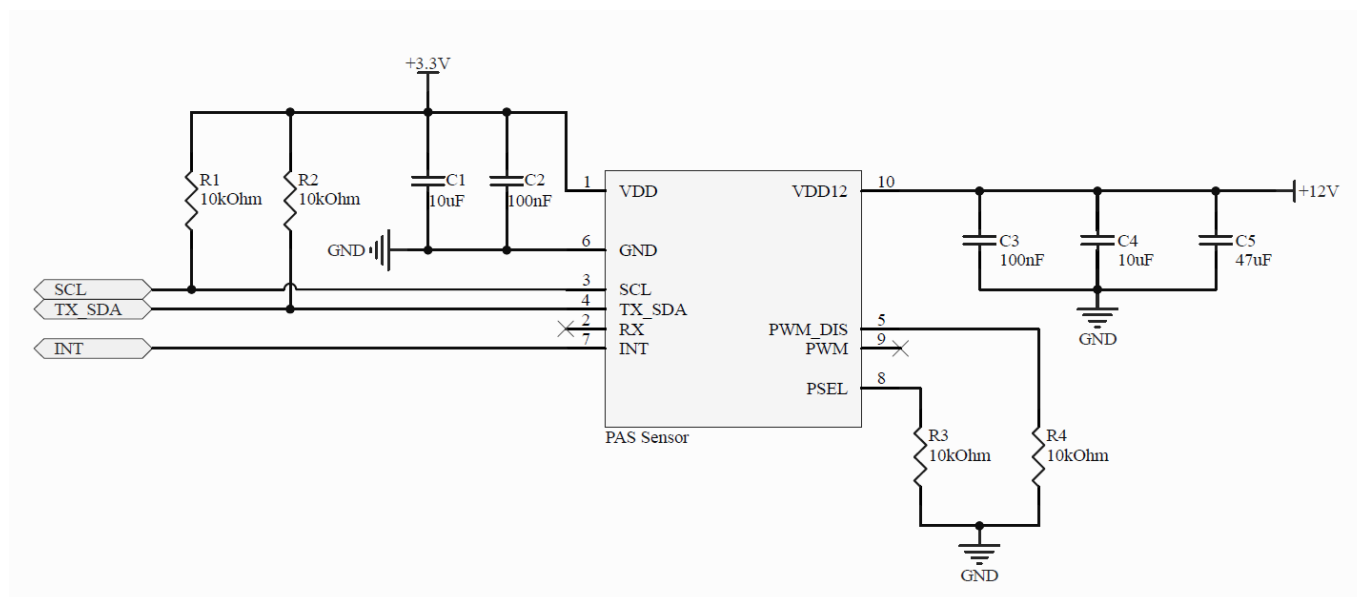 +3.3V
R1
10kOhm
R2
10kOhm
C1
10uF
C2
100nF
1
VDD
VDD12
10
+12V
GND
6
GND
C3
100nF
C4
10uF
C5
47uF
SCL
3
SCL
TX_SDA
4
TX_SDA
2
RX
PWM_DIS
5
GND
INT
7
INT
PWM
9
PSEL
8
PAS Sensor
R3
10kOhm
R4
10kOhm
GND